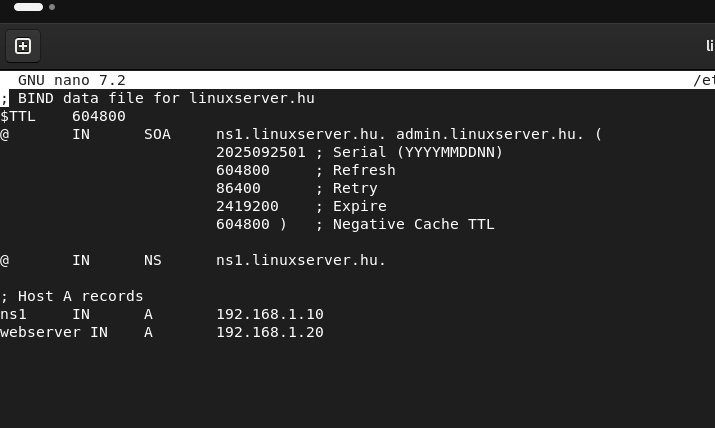 li
GNU nano 7.2 /et
; BIND data file for linuxserver.hu
$TTL 604800
@ IN SOA ns1.linuxserver.hu. admin.linuxserver.hu. (
2025092501 ; Serial (YYYYMMDDNN)
604800 ; Refresh
86400 ; Retry
2419200 ; Expire
604800 ) ; Negative Cache TTL
@ IN NS ns1.linuxserver.hu.
; Host A records
ns1 IN A 192.168.1.10
webserver IN A 192.168.1.20